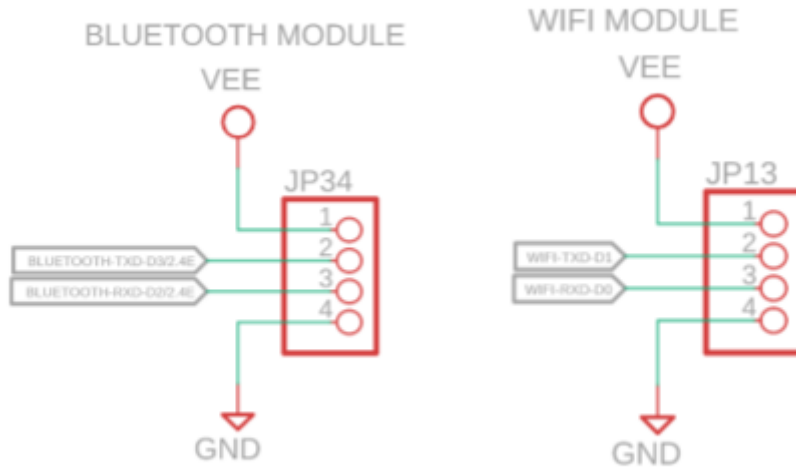 BLUETOOTH MODULE
VEE
JP34
1
2
3
4
BLUETOOTH-TXD-D3/2.4E
BLUETOOTH-RXD-D2/2.4E
GND
WIFI MODULE
VEE
JP13
1
2
3
4
WIFI-TXD-D1
WIFI-RXD-D0
GND